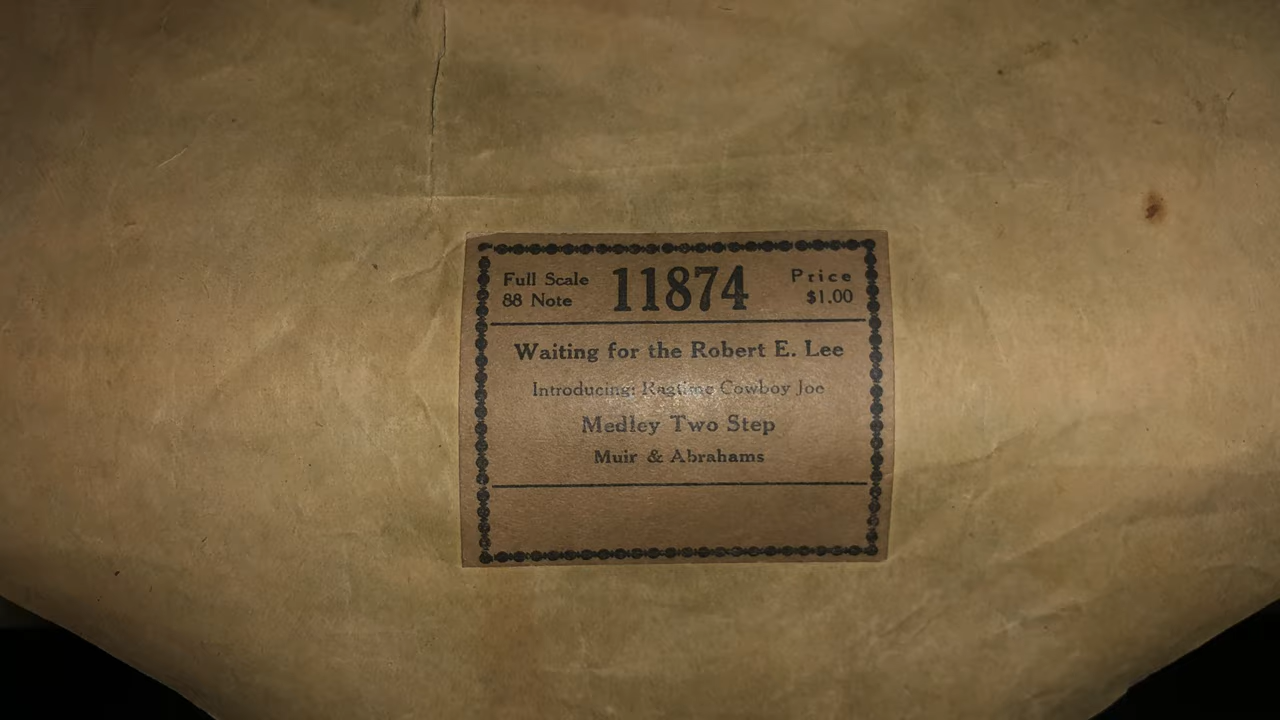 Full Scale 11874 Price
88 Note $1.00
Waiting for the Robert E. Lee
Introducing: Ragtime Cowboy Joe
Medley Two Step
Muir & Abrahams